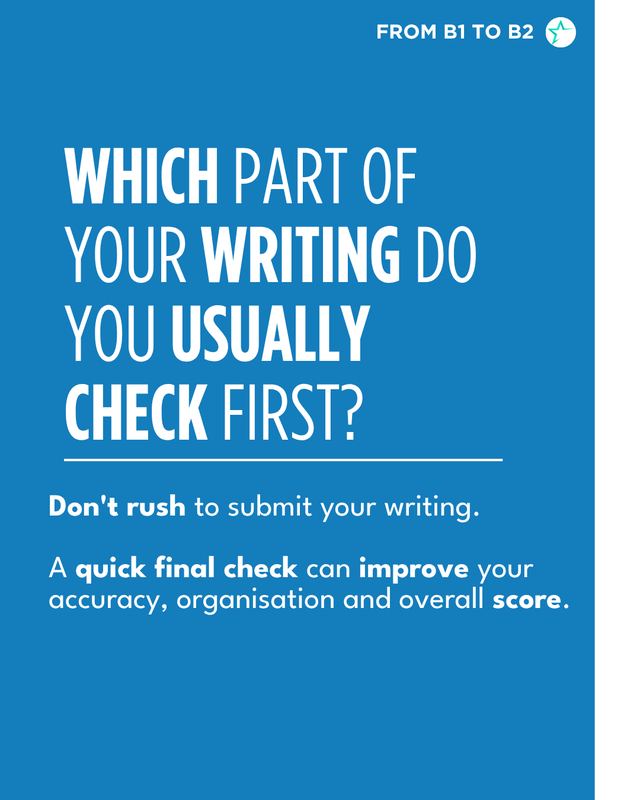 FROM B1 TO B2
WHICH PART OF
YOUR WRITING DO
YOU USUALLY
CHECK FIRST?
Don't rush to submit your writing.
A quick final check can improve your
accuracy, organisation and overall score.